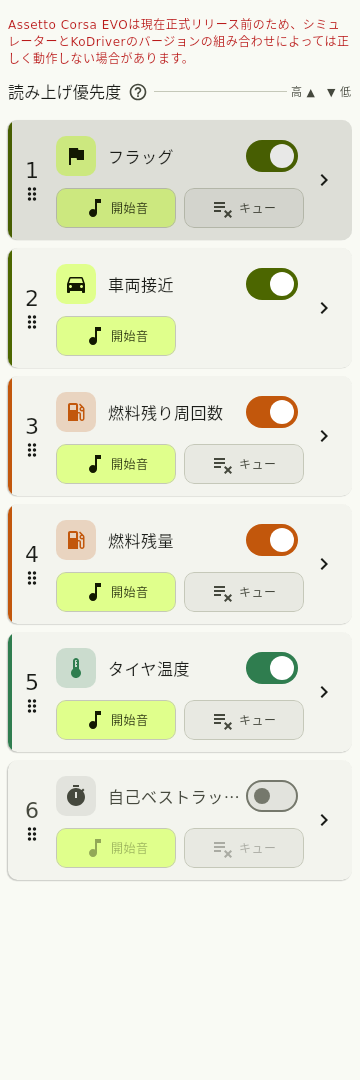 Assetto Corsa EVOは現在正式リリース前のため、シミュ
レーターとKoDriverのバージョンの組み合わせによっては正
しく動作しない場合があります。
読み上げ優先度 ? 高 ▲ ▼ 低
1 フラッグ
開始音 キュー
2 車両接近
開始音
3 燃料残り周回数
開始音 キュー
4 燃料残量
開始音 キュー
5 タイヤ温度
開始音 キュー
6 自己ベストラッ…
開始音 キュー